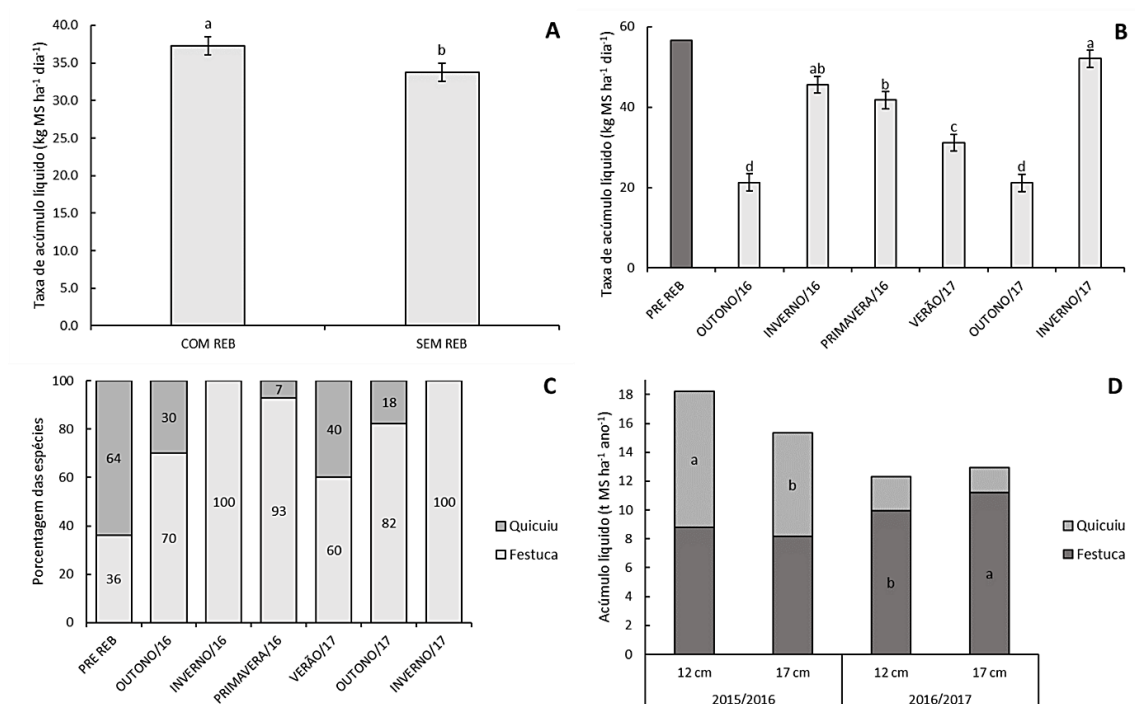 A
Taxa de acúmulo líquido (kg MS ha⁻¹ dia⁻¹)
40.0
35.0
30.0
25.0
20.0
15.0
10.0
5.0
0.0
a
b
COM REB
SEM REB
B
Taxa de acúmulo líquido (kg MS ha⁻¹ dia⁻¹)
60
40
20
0
d
ab
b
c
d
a
PRE REB
OUTONO/16
INVERNO/16
PRIMAVERA/16
VERÃO/17
OUTONO/17
INVERNO/17
C
Porcentagem das espécies
100
80
60
40
20
0
64
36
30
70
100
7
93
40
60
18
82
100
Quicuiu
Festuca
PRE REB
OUTONO/16
INVERNO/16
PRIMAVERA/16
VERÃO/17
OUTONO/17
INVERNO/17
D
Acúmulo líquido (t MS ha⁻¹ ano⁻¹)
18
16
14
12
10
8
6
4
2
0
a
b
b
a
Quicuiu
Festuca
12 cm
17 cm
12 cm
17 cm
2015/2016
2016/2017